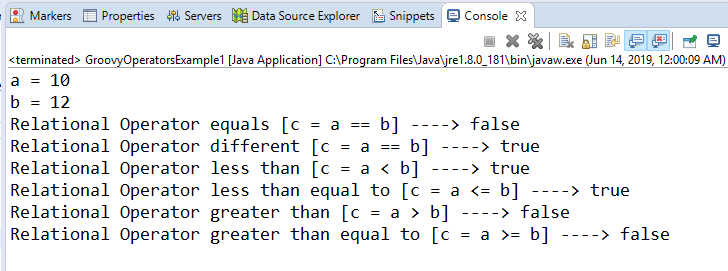 Markers Properties Servers Data Source Explorer Snippets Console
<terminated> GroovyOperatorsExample1 [Java Application] C:\Program Files\Java\jre1.8.0_181\bin\javaw.exe (Jun 14, 2019, 12:00:09 AM)
a = 10
b = 12
Relational Operator equals [c = a == b] ----> false
Relational Operator different [c = a == b] ----> true
Relational Operator less than [c = a < b] ----> true
Relational Operator less than equal to [c = a <= b] ----> true
Relational Operator greater than [c = a > b] ----> false
Relational Operator greater than equal to [c = a >= b] ----> false